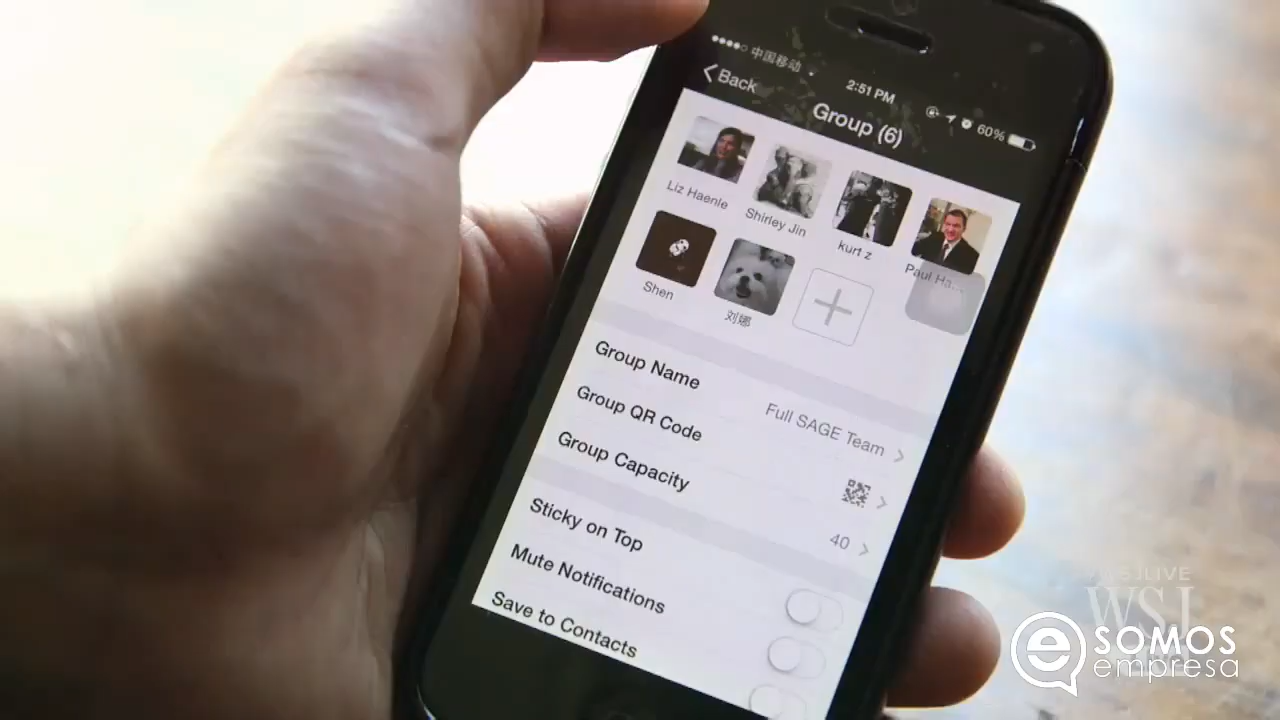 中国移动
2:51 PM
60%
Back
Group (6)
Liz Haenle
Shirley Jin
kurt z
Paul Ha...
Shen
刘娜
Group Name
Full SAGE Team
Group QR Code
Group Capacity
40
Sticky on Top
Mute Notifications
Save to Contacts
WSJLIVE
WSJ
e SOMOS
empresa